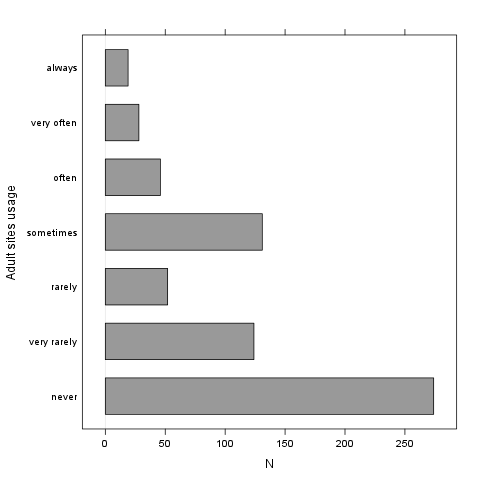 always
very often
often
sometimes
rarely
very rarely
never
Adult sites usage
0 50 100 150 200 250
N